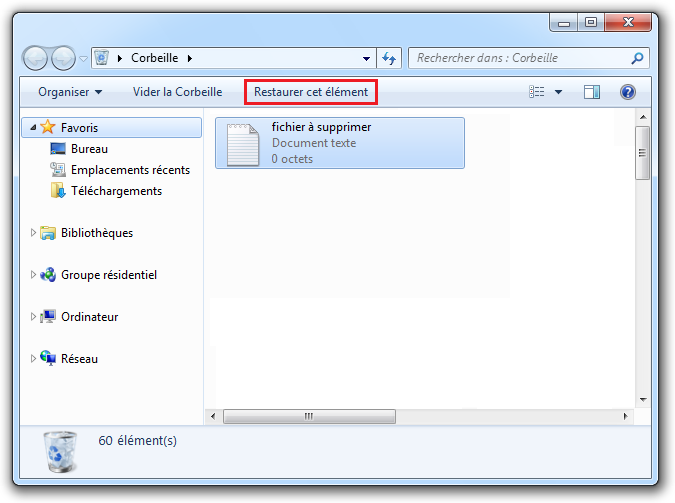 Corbeille
Rechercher dans : Corbeille
Organiser
Vider la Corbeille
Restaurer cet élément
Favoris
Bureau
Emplacements récents
Téléchargements
Bibliothèques
Groupe résidentiel
Ordinateur
Réseau
fichier à supprimer
Document texte
0 octets
60 élément(s)